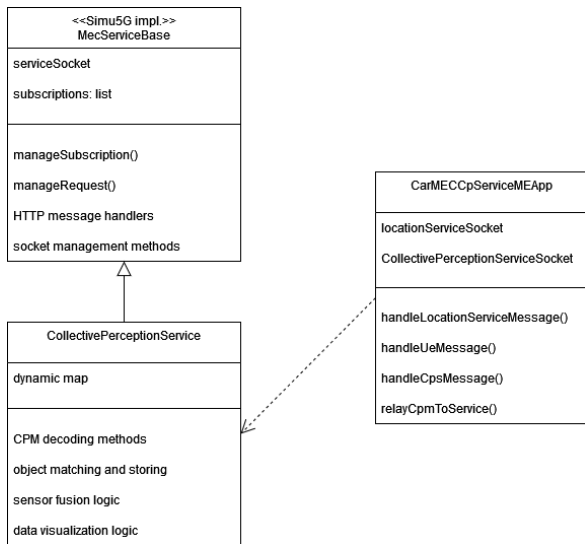 <<Simu5G impl.>>
MecServiceBase
serviceSocket
subscriptions: list
manageSubscription()
manageRequest()
HTTP message handlers
socket management methods
CarMECCpServiceMEApp
locationServiceSocket
CollectivePerceptionServiceSocket
handleLocationServiceMessage()
handleUeMessage()
handleCpsMessage()
relayCpmToService()
CollectivePerceptionService
dynamic map
CPM decoding methods
object matching and storing
sensor fusion logic
data visualization logic